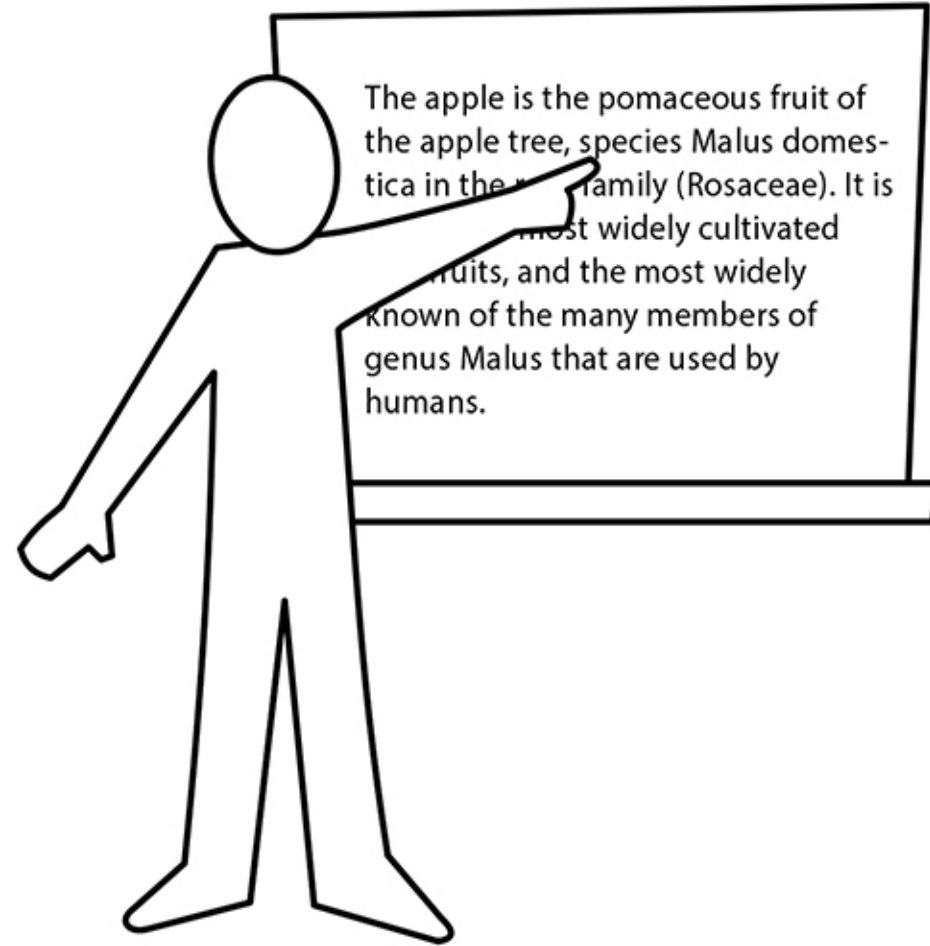 The apple is the pomaceous fruit of
the apple tree, species Malus domes-
tica in the family (Rosaceae). It is
most widely cultivated
fruits, and the most widely
known of the many members of
genus Malus that are used by
humans.